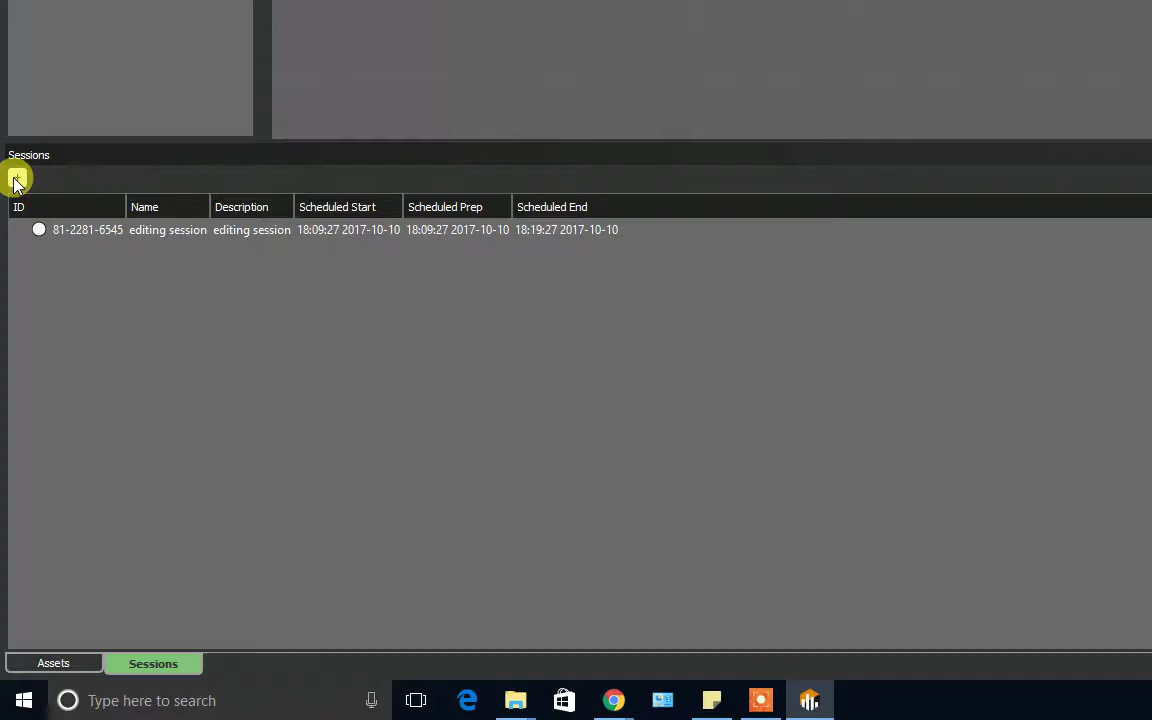 Sessions
+
ID Name Description Scheduled Start Scheduled Prep Scheduled End
81-2281-6545 editing session editing session 18:09:27 2017-10-10 18:09:27 2017-10-10 18:19:27 2017-10-10
Assets Sessions
Type here to search